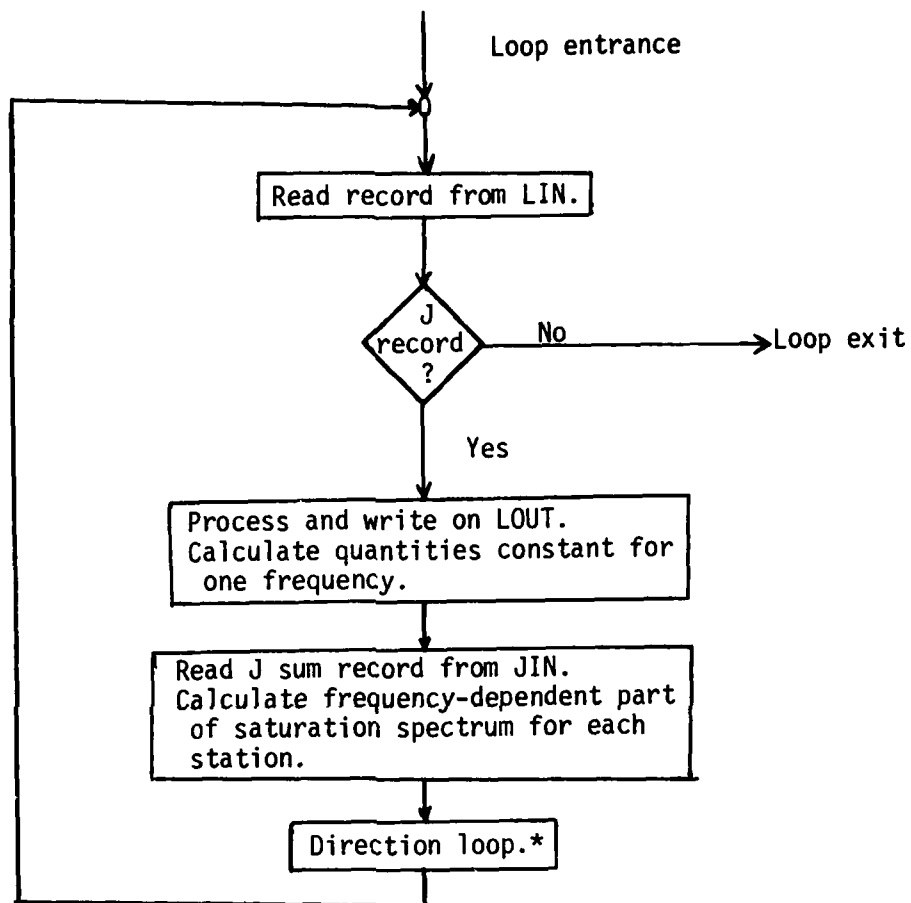 Loop entrance
Read record from LIN.
J
record
?
No
Loop exit
Yes
Process and write on LOUT.
Calculate quantities constant for
one frequency.
Read J sum record from JIN.
Calculate frequency-dependent part
of saturation spectrum for each
station.
Direction loop.*